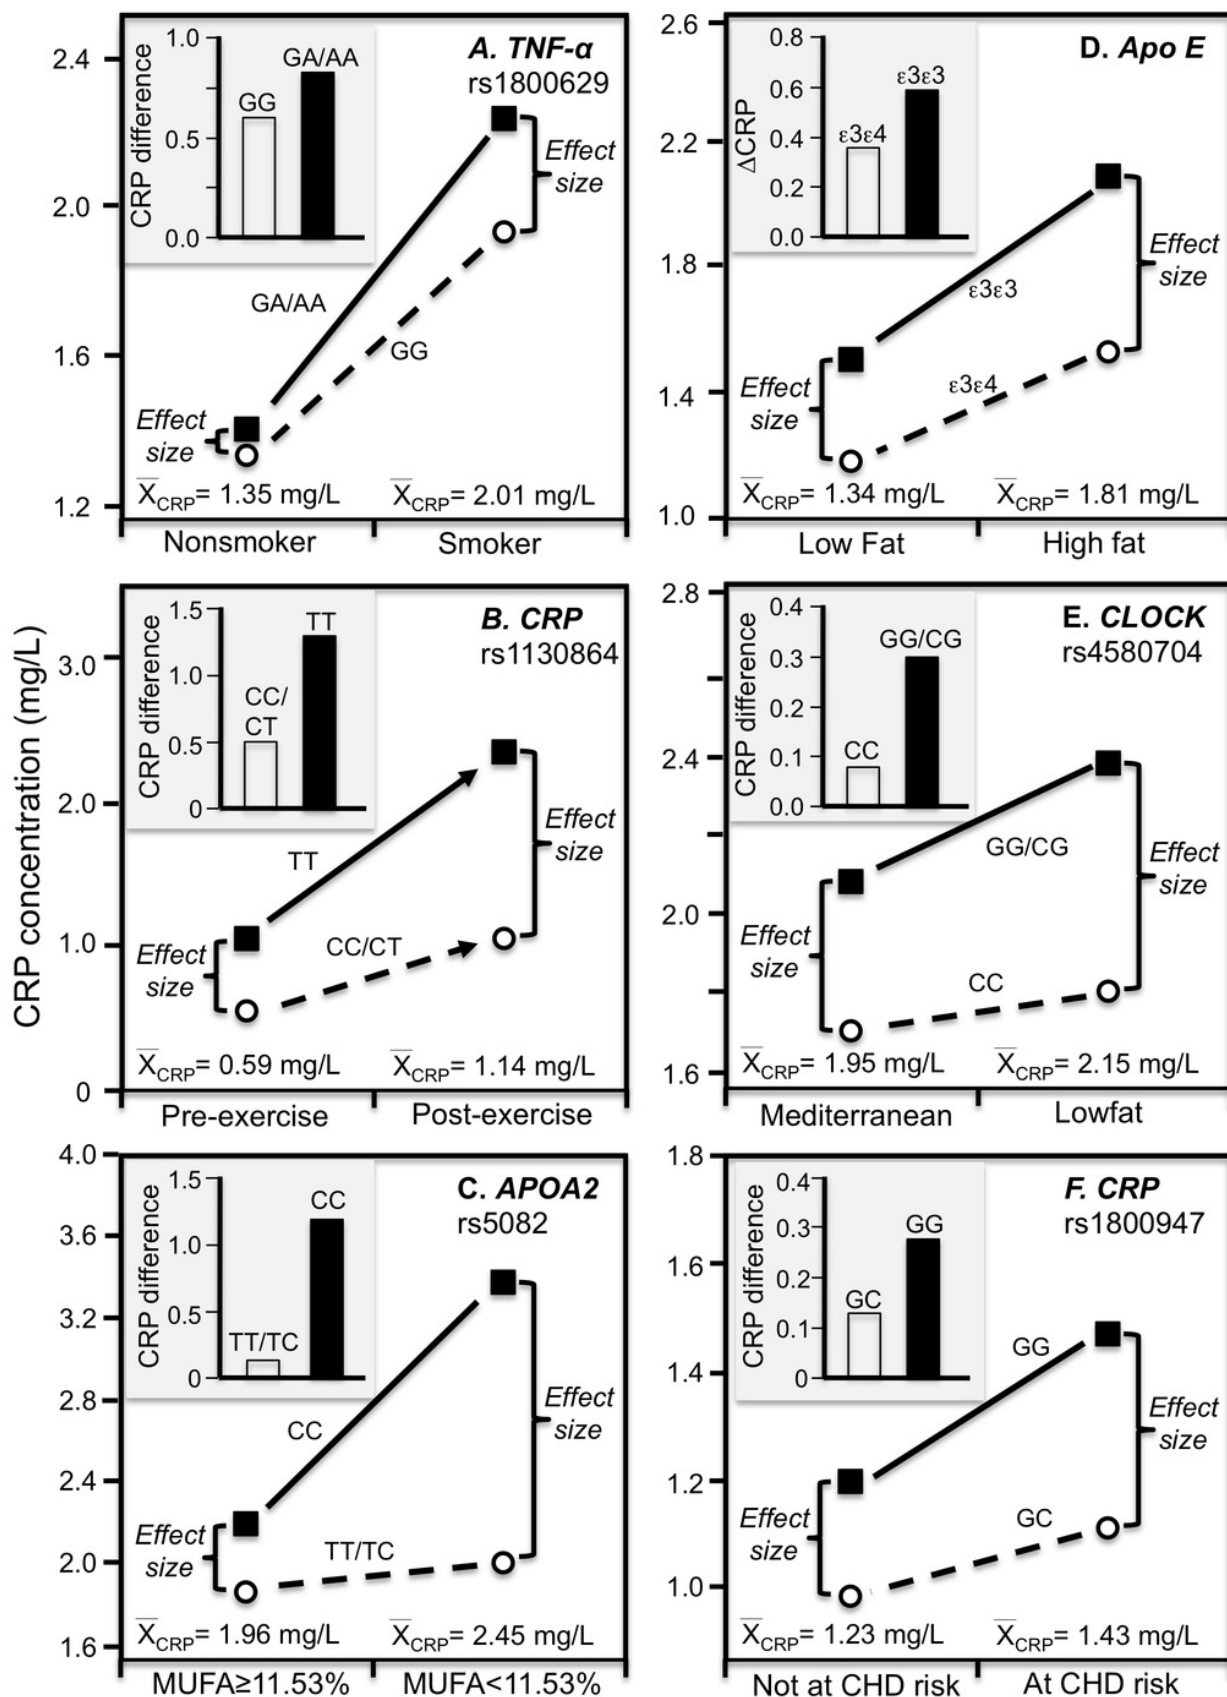 CRP concentration (mg/L)
A. TNF-α
rs1800629
2.4
2.0
1.6
1.2
CRP difference
1.0
0.5
0.0
GG
GA/AA
GA/AA
GG
Effect
size
Effect
size
X̅CRP= 1.35 mg/L
X̅CRP= 2.01 mg/L
Nonsmoker
Smoker
B. CRP
rs1130864
3.0
2.0
1.0
0
CRP difference
1.5
1.0
0.5
0
CC/
CT
TT
TT
CC/CT
Effect
size
Effect
size
X̅CRP= 0.59 mg/L
X̅CRP= 1.14 mg/L
Pre-exercise
Post-exercise
C. APOA2
rs5082
4.0
3.6
3.2
2.8
2.4
2.0
1.6
CRP difference
1.5
1.0
0.5
0
TT/TC
CC
CC
TT/TC
Effect
size
Effect
size
X̅CRP= 1.96 mg/L
X̅CRP= 2.45 mg/L
MUFA≥11.53%
MUFA<11.53%
D. Apo E
2.6
2.2
1.8
1.4
1.0
ΔCRP
0.8
0.6
0.4
0.2
0.0
ε3ε4
ε3ε3
ε3ε3
ε3ε4
Effect
size
Effect
size
X̅CRP= 1.34 mg/L
X̅CRP= 1.81 mg/L
Low Fat
High fat
E. CLOCK
rs4580704
2.8
2.4
2.0
1.6
CRP difference
0.4
0.3
0.2
0.1
0.0
CC
GG/CG
GG/CG
CC
Effect
size
Effect
size
X̅CRP= 1.95 mg/L
X̅CRP= 2.15 mg/L
Mediterranean
Lowfat
F. CRP
rs1800947
1.8
1.6
1.4
1.2
1.0
CRP difference
0.4
0.3
0.2
0.1
0
GC
GG
GG
GC
Effect
size
Effect
size
X̅CRP= 1.23 mg/L
X̅CRP= 1.43 mg/L
Not at CHD risk
At CHD risk